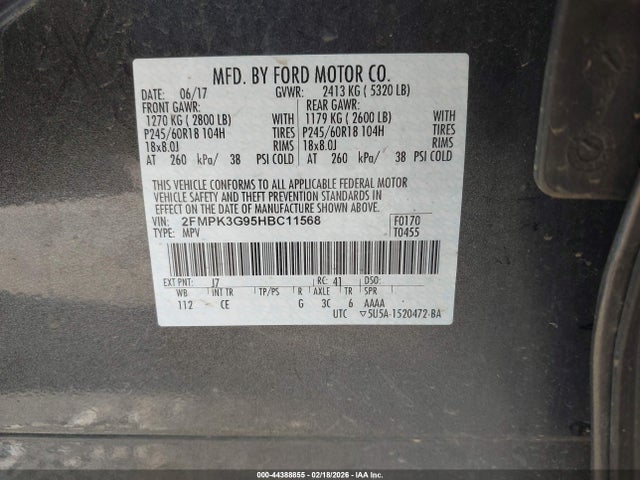 MFD. BY FORD MOTOR CO.
DATE: 06/17 GVWR: 2413 KG ( 5320 LB)
FRONT GAWR: REAR GAWR:
1270 KG ( 2800 LB) WITH 1179 KG ( 2600 LB) WITH
P245/60R18 104H TIRES P245/60R18 104H TIRES
18x8.0J RIMS 18x8.0J RIMS
AT 260 kPa/ 38 PSI COLD AT 260 kPa/ 38 PSI COLD
THIS VEHICLE CONFORMS TO ALL APPLICABLE FEDERAL MOTOR
VEHICLE SAFETY AND THEFT PREVENTION STANDARDS IN
EFFECT ON THE DATE OF MANUFACTURE SHOWN ABOVE.
VIN: 2FMPK3G95HBC11568 F0170
TYPE: MPV T0455
EXT PNT: J7 RC: 41 DSO:
WB INT TR TP/PS R AXLE TR SPR
112 CE G 3C 6 AAAA
UTC ▽5U5A-1520472-BA
000-44388855 - 02/18/2026 - IAA Inc.